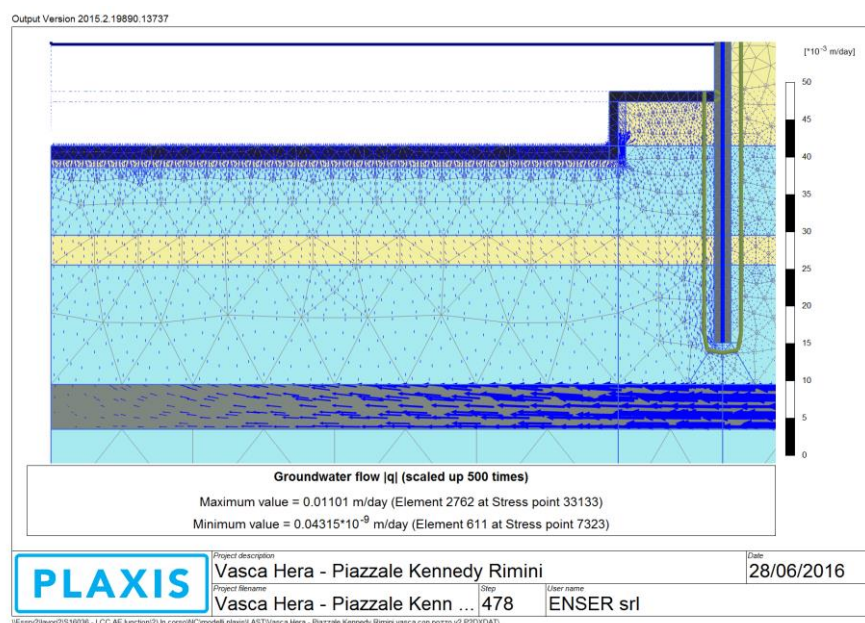 Output Version 2015.2.19890.13737
[*10-3 m/day]
50
45
40
35
30
25
20
15
10
5
0
Groundwater flow |q| (scaled up 500 times)
Maximum value = 0.01101 m/day (Element 2762 at Stress point 33133)
Minimum value = 0.04315*10-9 m/day (Element 611 at Stress point 7323)
PLAXIS
Project description
Vasca Hera - Piazzale Kennedy Rimini
Date
28/06/2016
Project filename
Vasca Hera - Piazzale Kenn ...
Step
478
User name
ENSER srl